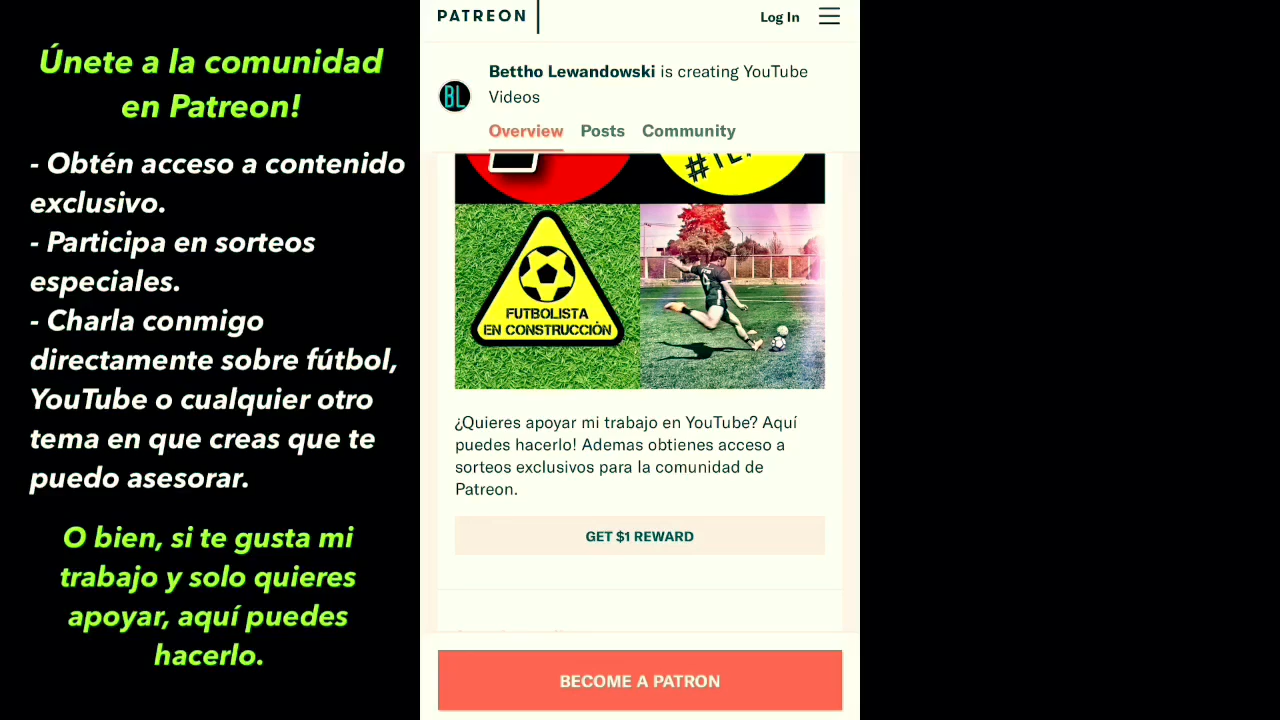 Únete a la comunidad
en Patreon!
- Obtén acceso a contenido
exclusivo.
- Participa en sorteos
especiales.
- Charla conmigo
directamente sobre fútbol,
YouTube o cualquier otro
tema en que creas que te
puedo asesorar.
O bien, si te gusta mi
trabajo y solo quieres
apoyar, aquí puedes
hacerlo.
PATREON
Log In
BL
Bettho Lewandowski is creating YouTube
Videos
Overview Posts Community
FUTBOLISTA
EN CONSTRUCCIÓN
¿Quieres apoyar mi trabajo en YouTube? Aquí
puedes hacerlo! Ademas obtienes acceso a
sorteos exclusivos para la comunidad de
Patreon.
GET $1 REWARD
BECOME A PATRON